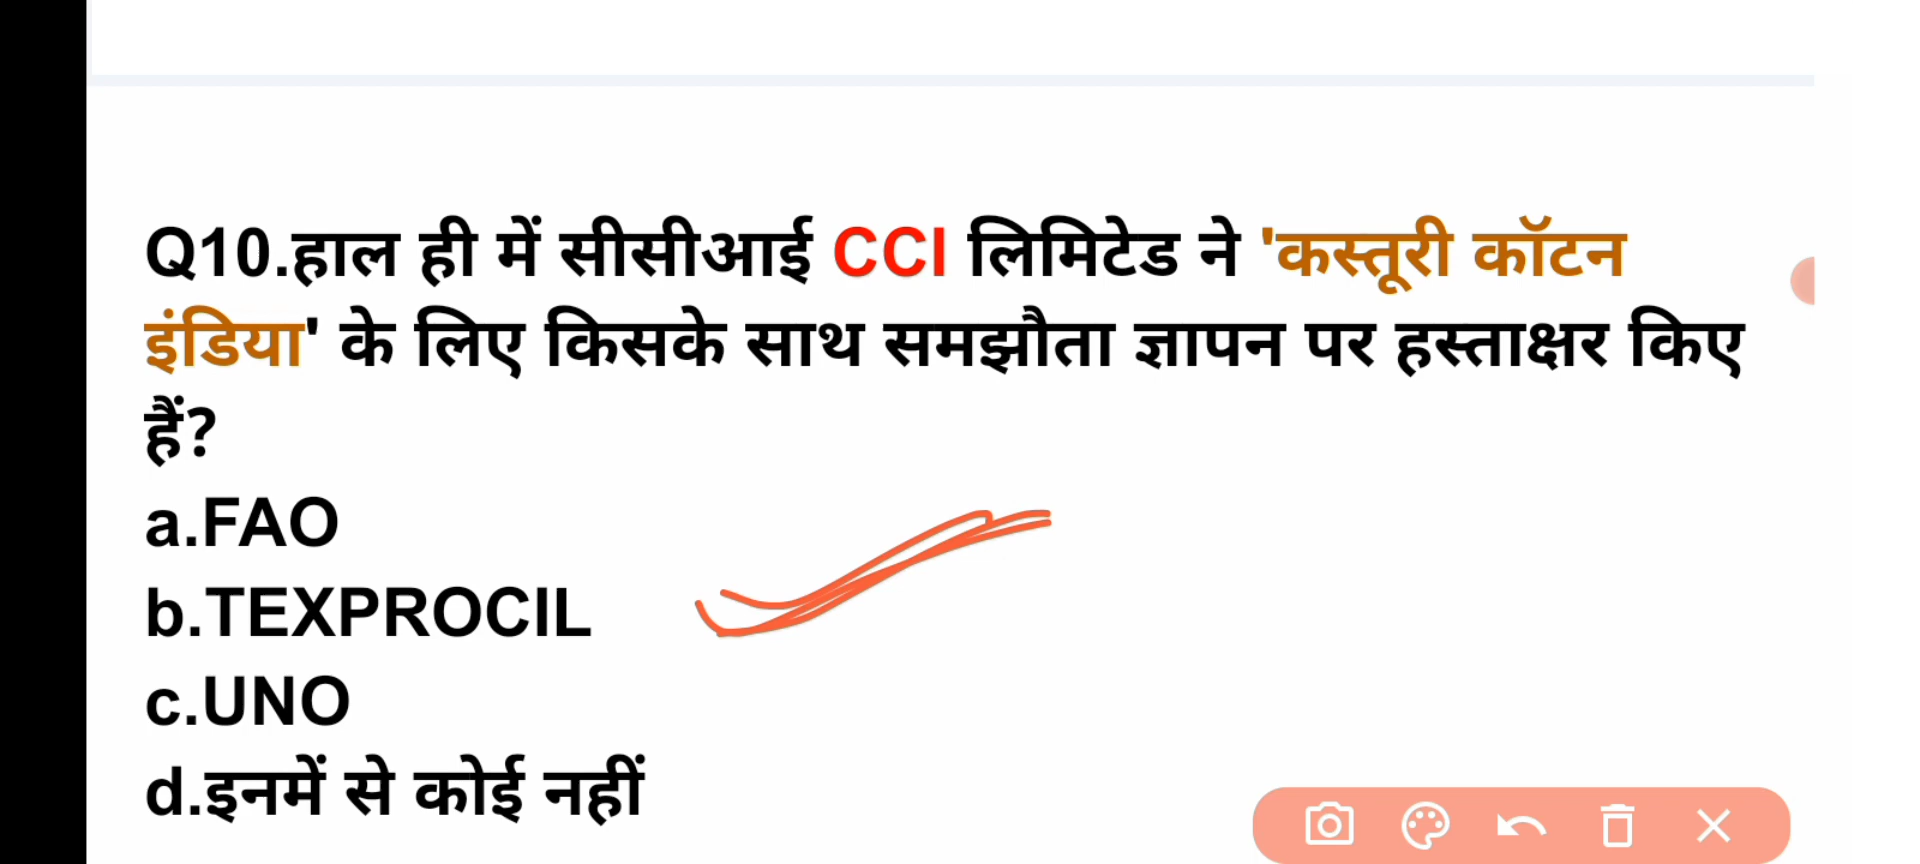 Q10.हाल ही में सीसीआई CCI लिमिटेड ने 'कस्तूरी कॉटन
इंडिया' के लिए किसके साथ समझौता ज्ञापन पर हस्ताक्षर किए
हैं?
a.FAO
b.TEXPROCIL
c.UNO
d.इनमें से कोई नहीं